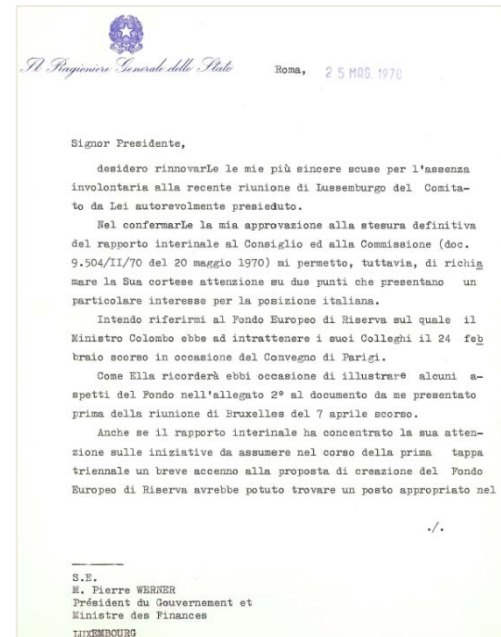 Il Ragioniere Generale dello Stato
Roma, 25 MAG. 1970
Signor Presidente,
desidero rinnovarLe le mie più sincere scuse per l'assenza
involontaria alla recente riunione di Lussemburgo del Comita-
to da Lei autorevolmente presieduto.
Nel confermarLe la mia approvazione alla stesura definitiva
del rapporto interinale al Consiglio ed alla Commissione (doc.
9.504/II/70 del 20 maggio 1970) mi permetto, tuttavia, di richia
mare la Sua cortese attenzione su due punti che presentano un
particolare interesse per la posizione italiana.
Intendo riferirmi al Fondo Europeo di Riserva sul quale il
Ministro Colombo ebbe ad intrattenere i suoi Colleghi il 24 feb
braio scorso in occasione del Convegno di Parigi.
Come Ella ricorderà ebbi occasione di illustrare alcuni a-
spetti del Fondo nell'allegato 2° al documento da me presentato
prima della riunione di Bruxelles del 7 aprile scorso.
Anche se il rapporto interinale ha concentrato la sua atten-
zione sulle iniziative da assumere nel corso della prima tappa
triennale un breve accenno alla proposta di creazione del Fondo
Europeo di Riserva avrebbe potuto trovare un posto appropriato nel
./.
S.E.
M. Pierre WERNER
Président du Gouvernement et
Ministre des Finances
LUXEMBOURG